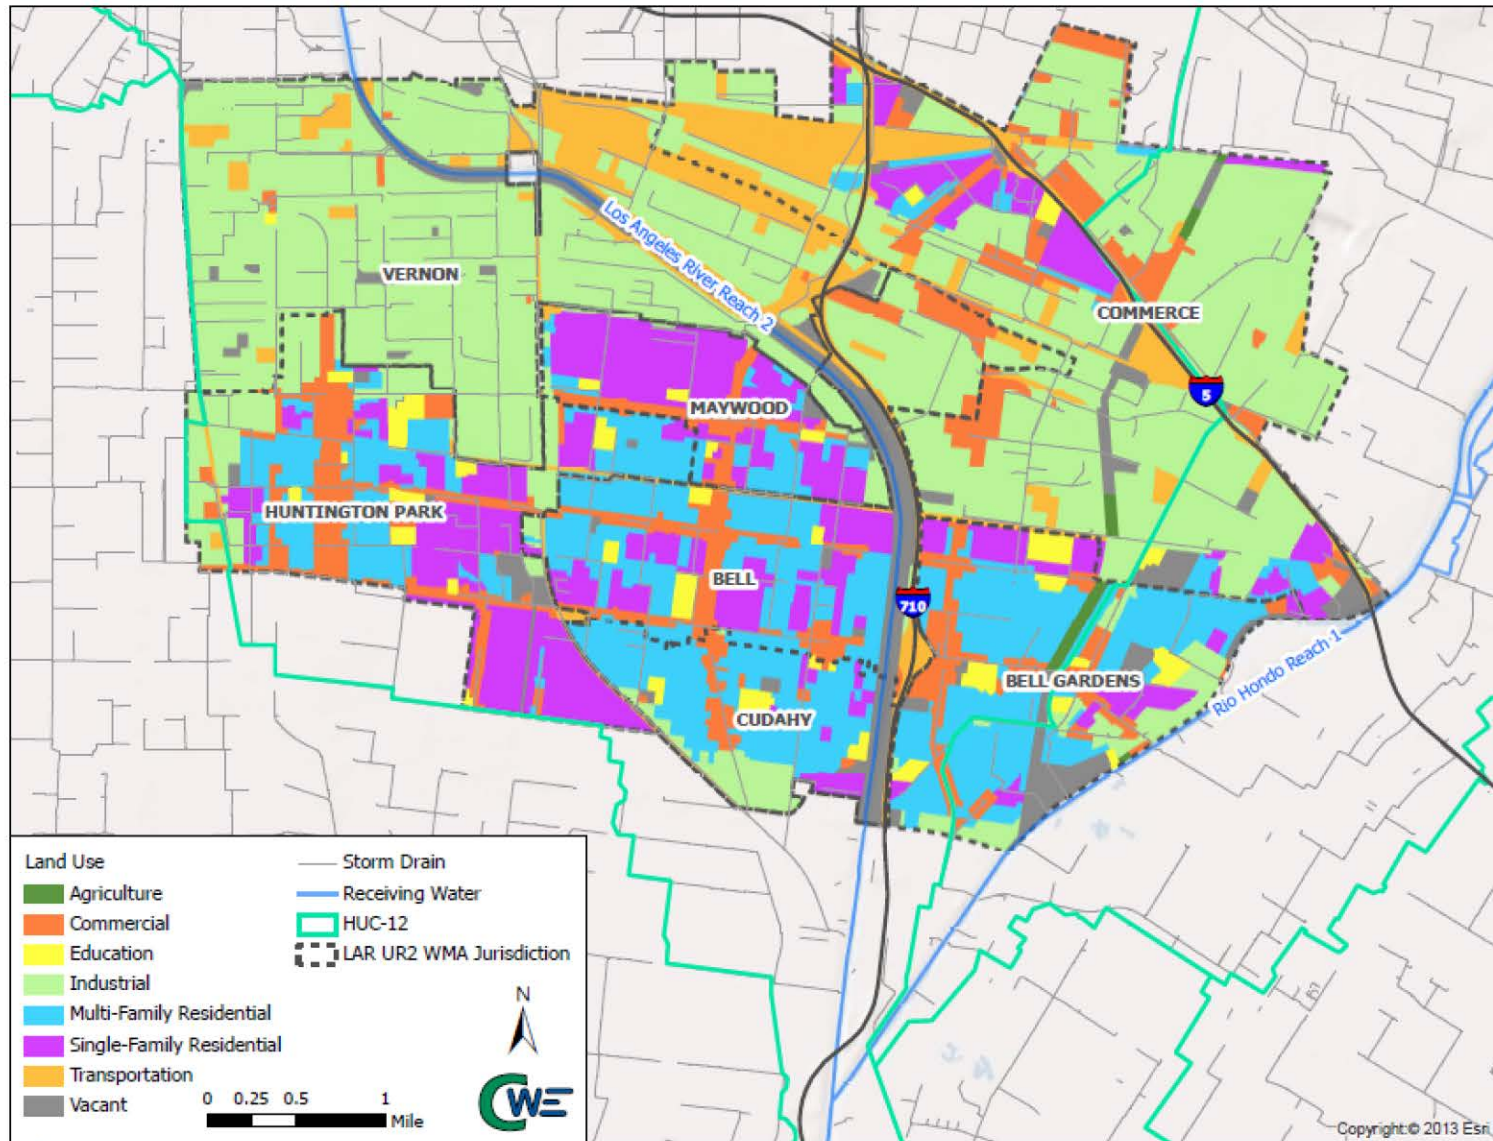 Los Angeles River Reach 2
VERNON
COMMERCE
5
MAYWOOD
HUNTINGTON PARK
BELL
710
BELL GARDENS
Rio Hondo Reach 1
CUDAHY
Land Use
Agriculture
Commercial
Education
Industrial
Multi-Family Residential
Single-Family Residential
Transportation
Vacant
Storm Drain
Receiving Water
HUC-12
LAR UR2 WMA Jurisdiction
N
0 0.25 0.5 1
Mile
CWE
Copyright:© 2013 Esri,